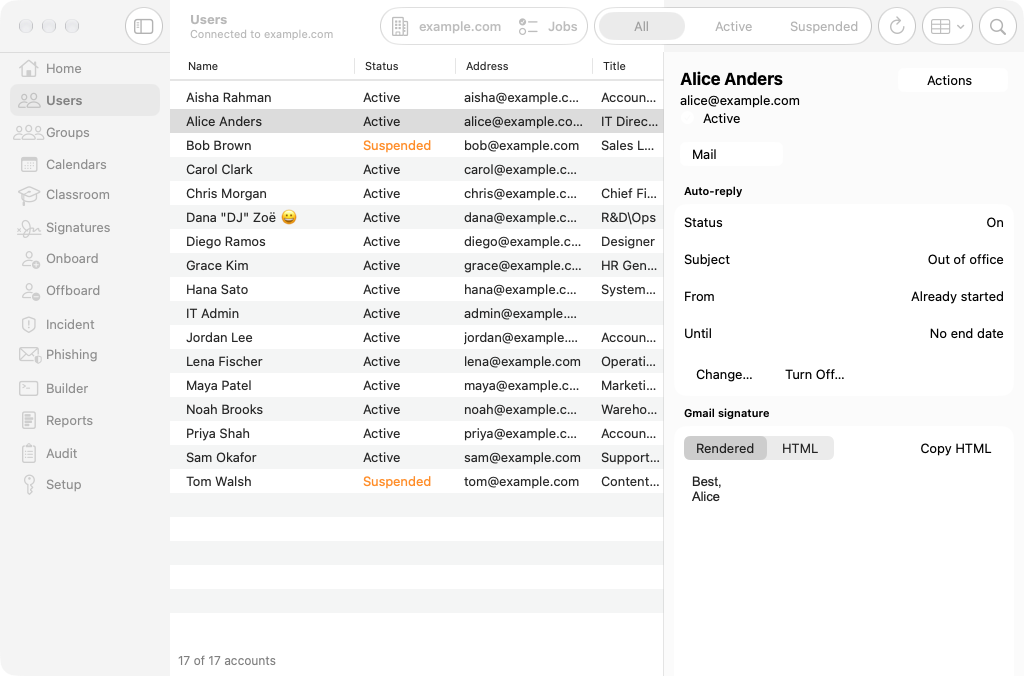 Users
Connected to example.com
example.com
Jobs
All
Active
Suspended
Home
Users
Groups
Calendars
Classroom
Signatures
Onboard
Offboard
Incident
Phishing
Builder
Reports
Audit
Setup
Name Status Address Title
Aisha Rahman Active aisha@example.c... Accoun...
Alice Anders Active alice@example.co... IT Direc...
Bob Brown Suspended bob@example.com Sales L...
Carol Clark Active carol@example.c...
Chris Morgan Active chris@example.c... Chief Fi...
Dana "DJ" Zoë 😀 Active dana@example.c... R&D\Ops
Diego Ramos Active diego@example.c... Designer
Grace Kim Active grace@example.c... HR Gen...
Hana Sato Active hana@example.c... System...
IT Admin Active admin@example....
Jordan Lee Active jordan@example.... Accoun...
Lena Fischer Active lena@example.com Operati...
Maya Patel Active maya@example.c... Marketi...
Noah Brooks Active noah@example.c... Wareho...
Priya Shah Active priya@example.c... Accoun...
Sam Okafor Active sam@example.com Support...
Tom Walsh Suspended tom@example.com Content...
17 of 17 accounts
Alice Anders
Actions
alice@example.com
Active
Mail
Auto-reply
Status On
Subject Out of office
From Already started
Until No end date
Change... Turn Off...
Gmail signature
Rendered HTML Copy HTML
Best,
Alice